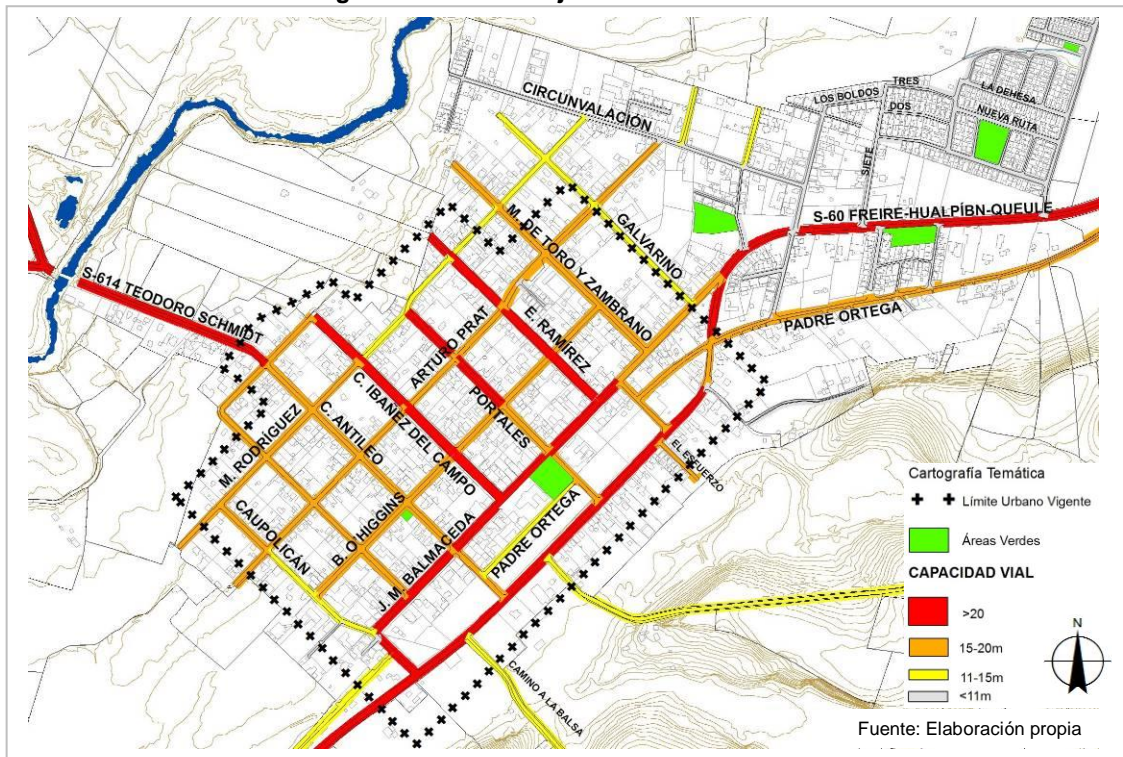 CIRCUNVALACIÓN
LOS BOLDOS
TRES
DOS
LA DEHESA
NUEVA RUTA
SIETE
S-60 FREIRE-HUALPÍBN-QUEULE
GALVARINO
M. DE TORO Y ZAMBRANO
PADRE ORTEGA
S-614 TEODORO SCHMIDT
ARTURO PRAT
E. RAMÍREZ
C. IBAÑEZ DEL CAMPO
PORTALES
M. RODRIGUEZ
C. ANTILEO
EL ESFUERZO
CAUPOLICÁN
B. O'HIGGINS
J. M. BALMACEDA
PADRE ORTEGA
CAMINO A LA BALSA
Cartografía Temática
Límite Urbano Vigente
Áreas Verdes
CAPACIDAD VIAL
>20
15-20m
11-15m
<11m
N
Fuente: Elaboración propia